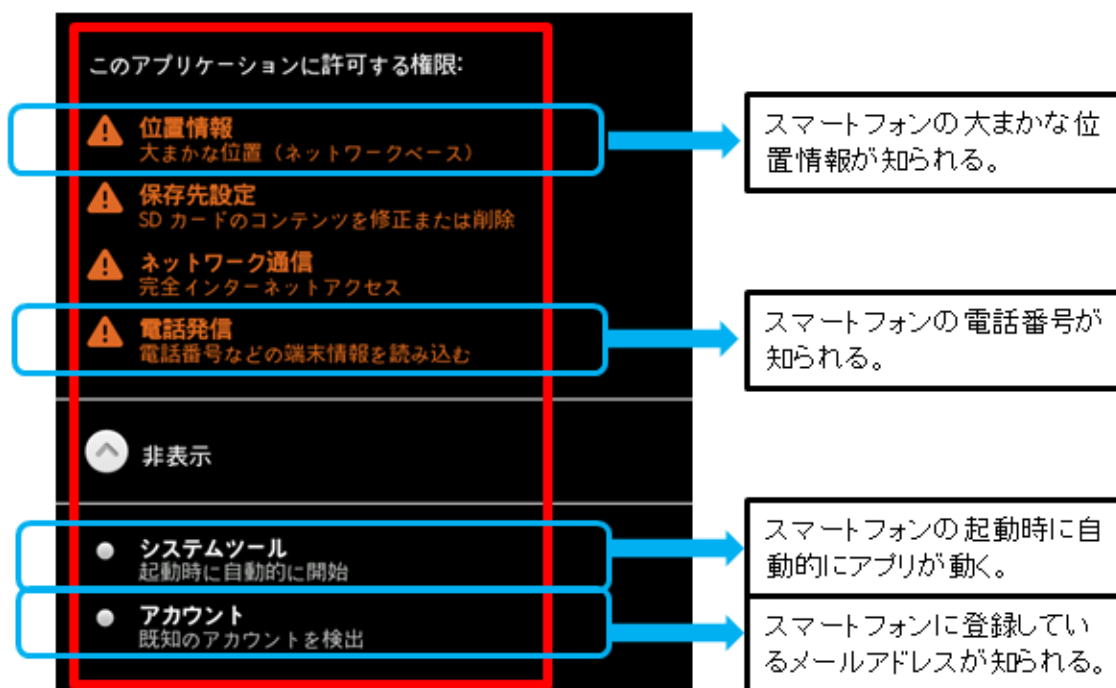 このアプリケーションに許可する権限:
位置情報
大まかな位置（ネットワークベース）
スマートフォンの大まかな位
置情報が知られる。
保存先設定
SD カードのコンテンツを修正または削除
ネットワーク通信
完全インターネットアクセス
電話発信
電話番号などの端末情報を読み込む
スマートフォンの電話番号が
知られる。
非表示
システムツール
起動時に自動的に開始
スマートフォンの起動時に自
動的にアプリが動く。
アカウント
既知のアカウントを検出
スマートフォンに登録してい
るメールアドレスが知られる。